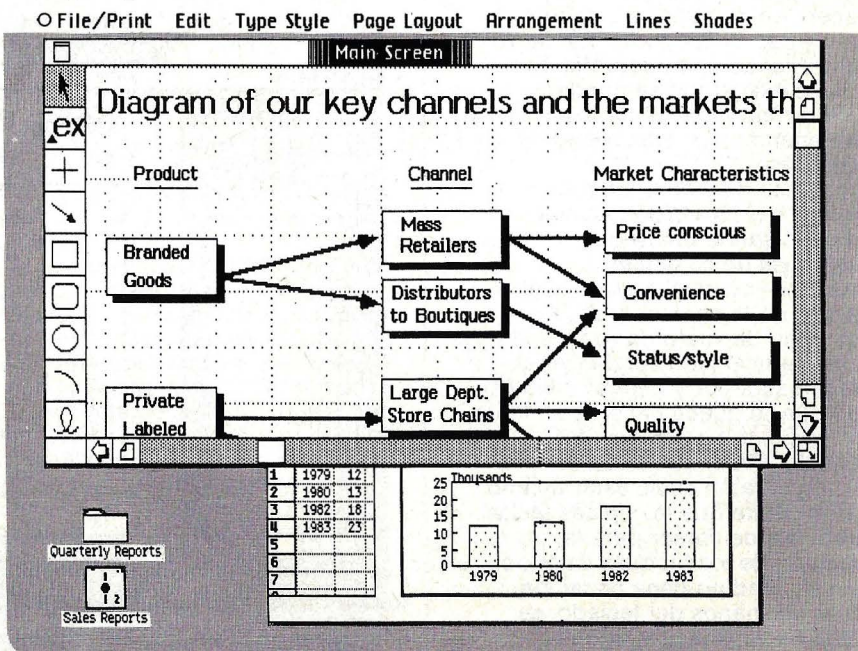 File/Print Edit Type Style Page Layout Arrangement Lines Shades
Main Screen
Diagram of our key channels and the markets th
ex
Product Channel Market Characteristics
Branded
Goods
Mass
Retailers
Price conscious
Distributors
to Boutiques
Convenience
Status/style
Private
Labeled
Large Dept.
Store Chains
Quality
1 1979 12
2 1980 13
3 1982 18
4 1983 23
5
6
7
Thousands
25
20
15
10
5
0
1979 1980 1982 1983
Quarterly Reports
2
Sales Reports